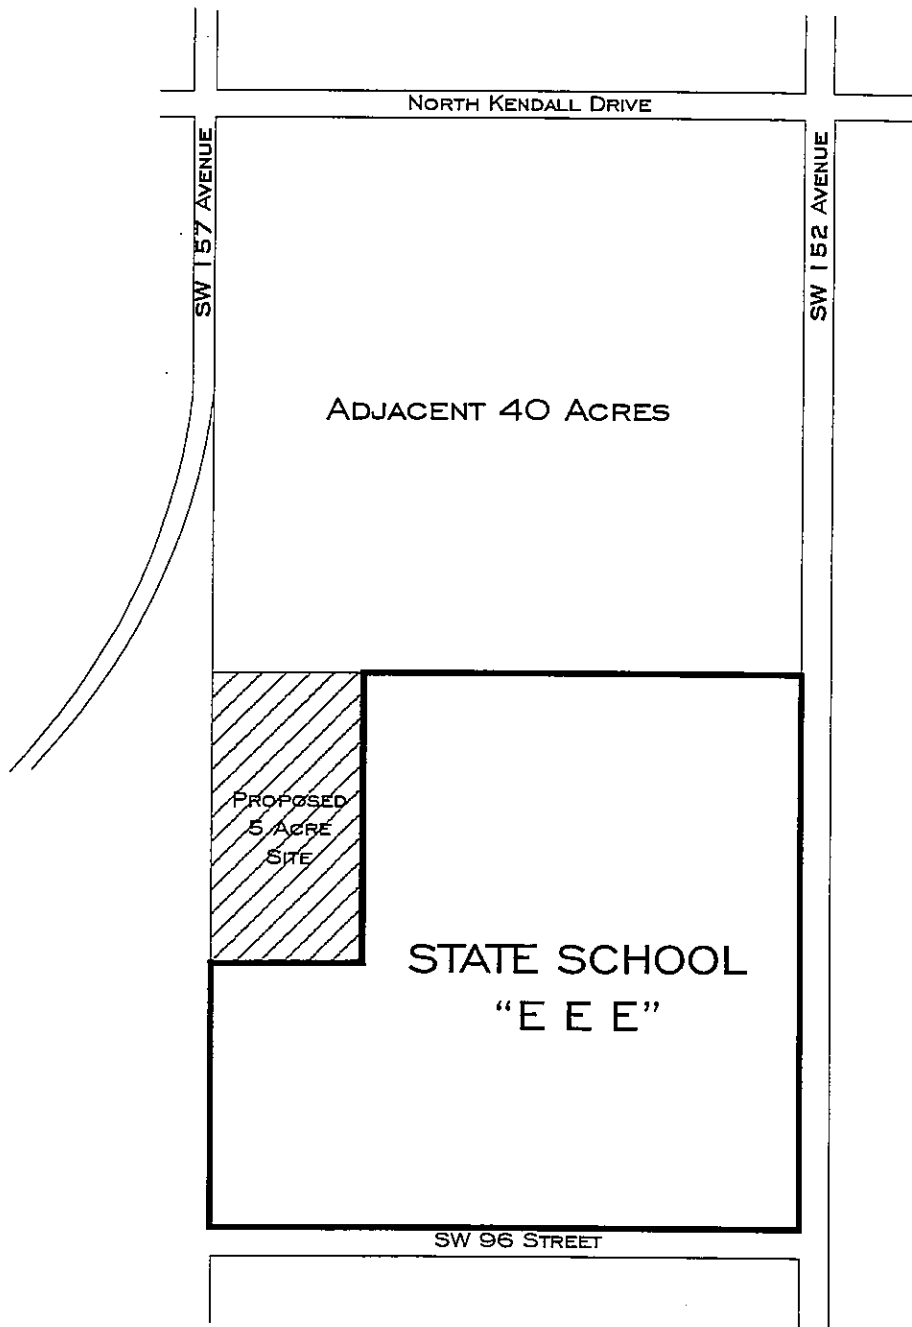 NORTH KENDALL DRIVE
SW 157 AVENUE
SW 152 AVENUE
ADJACENT 40 ACRES
PROPOSED
5 ACRE
SITE
STATE SCHOOL
“E E E”
SW 96 STREET